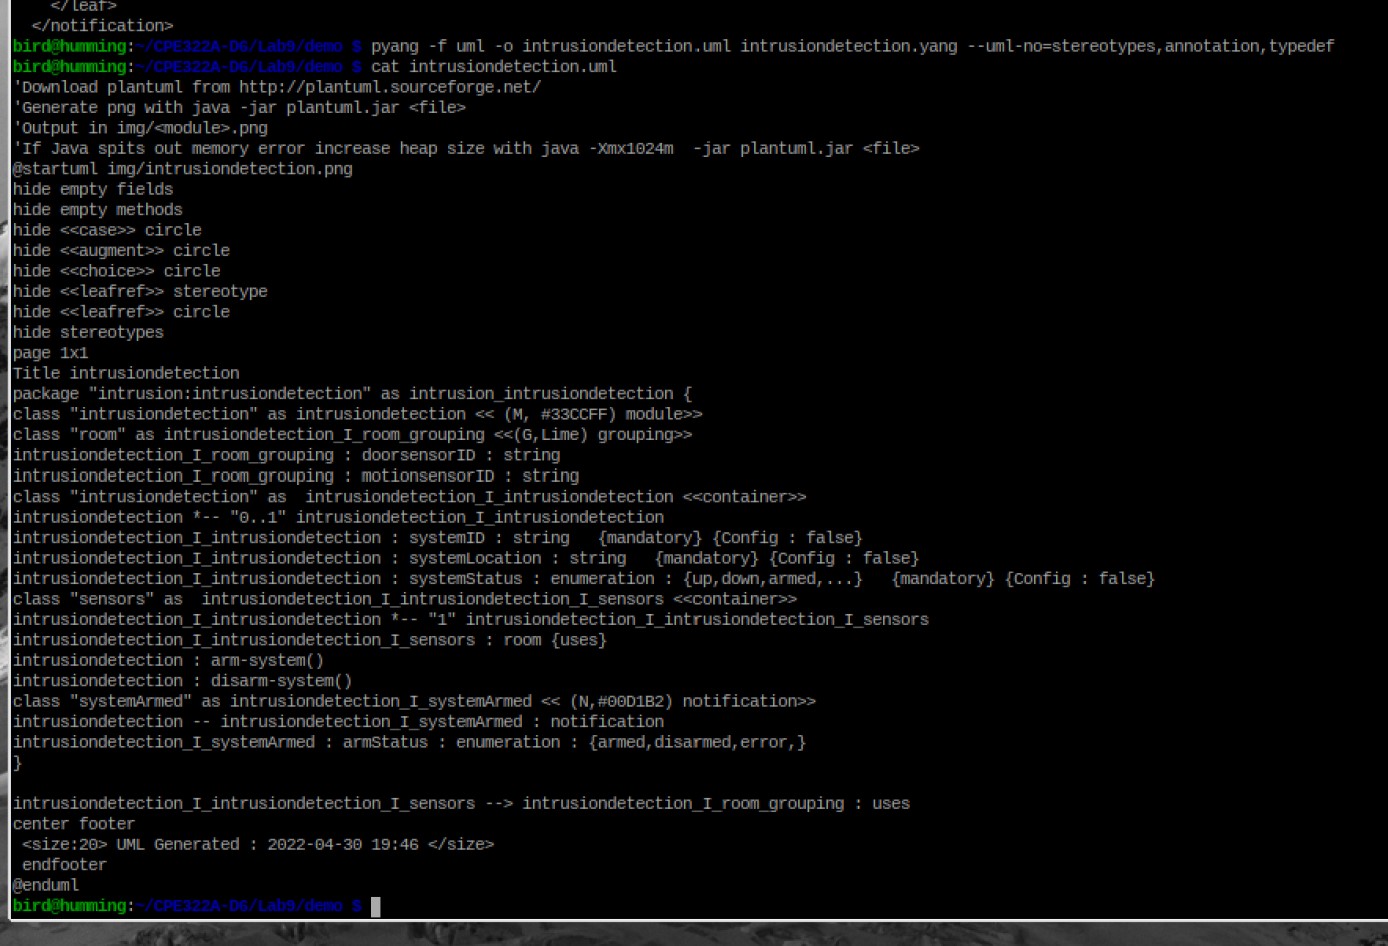 </leaf>
</notification>
bird@humming:~/CPE322A-D6/Lab9/demo $ pyang -f uml -o intrusiondetection.uml intrusiondetection.yang --uml-no=stereotypes,annotation,typedef
bird@humming:~/CPE322A-D6/Lab9/demo $ cat intrusiondetection.uml
'Download plantuml from http://plantuml.sourceforge.net/
'Generate png with java -jar plantuml.jar <file>
'Output in img/<module>.png
'If Java spits out memory error increase heap size with java -Xmx1024m  -jar plantuml.jar <file>
@startuml img/intrusiondetection.png
hide empty fields
hide empty methods
hide <<case>> circle
hide <<augment>> circle
hide <<choice>> circle
hide <<leafref>> stereotype
hide <<leafref>> circle
hide stereotypes
page 1x1
Title intrusiondetection
package "intrusion:intrusiondetection" as intrusion_intrusiondetection {
class "intrusiondetection" as intrusiondetection << (M, #33CCFF) module>>
class "room" as intrusiondetection_I_room_grouping <<(G,Lime) grouping>>
intrusiondetection_I_room_grouping : doorsensorID : string
intrusiondetection_I_room_grouping : motionsensorID : string
class "intrusiondetection" as  intrusiondetection_I_intrusiondetection <<container>>
intrusiondetection *-- "0..1" intrusiondetection_I_intrusiondetection
intrusiondetection_I_intrusiondetection : systemID : string   {mandatory} {Config : false}
intrusiondetection_I_intrusiondetection : systemLocation : string   {mandatory} {Config : false}
intrusiondetection_I_intrusiondetection : systemStatus : enumeration : {up,down,armed,...}   {mandatory} {Config : false}
class "sensors" as  intrusiondetection_I_intrusiondetection_I_sensors <<container>>
intrusiondetection_I_intrusiondetection *-- "1" intrusiondetection_I_intrusiondetection_I_sensors
intrusiondetection_I_intrusiondetection_I_sensors : room {uses}
intrusiondetection : arm-system()
intrusiondetection : disarm-system()
class "systemArmed" as intrusiondetection_I_systemArmed << (N,#00D1B2) notification>>
intrusiondetection -- intrusiondetection_I_systemArmed : notification
intrusiondetection_I_systemArmed : armStatus : enumeration : {armed,disarmed,error,}
}
intrusiondetection_I_intrusiondetection_I_sensors --> intrusiondetection_I_room_grouping : uses
center footer
<size:20> UML Generated : 2022-04-30 19:46 </size>
endfooter
@enduml
bird@humming:~/CPE322A-D6/Lab9/demo $